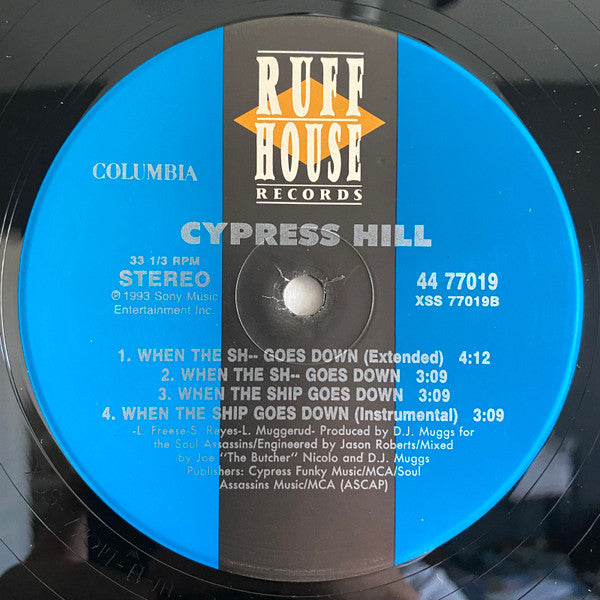 RUFF
HOUSE
RECORDS
COLUMBIA
CYPRESS HILL
33 1/3 RPM
STEREO
℗ 1993 Sony Music
Entertainment Inc.
44 77019
XSS 77019B
1. WHEN THE SH-- GOES DOWN (Extended) 4:12
2. WHEN THE SH-- GOES DOWN 3:09
3. WHEN THE SHIP GOES DOWN 3:09
4. WHEN THE SHIP GOES DOWN (Instrumental) 3:09
-L. Freese-S. Reyes-L. Muggerud- Produced by D.J. Muggs for
the Soul Assassins/Engineered by Jason Roberts/Mixed
by Joe "The Butcher" Nicolo and D.J. Muggs
Publishers: Cypress Funky Music/MCA/Soul
Assassins Music/MCA (ASCAP)